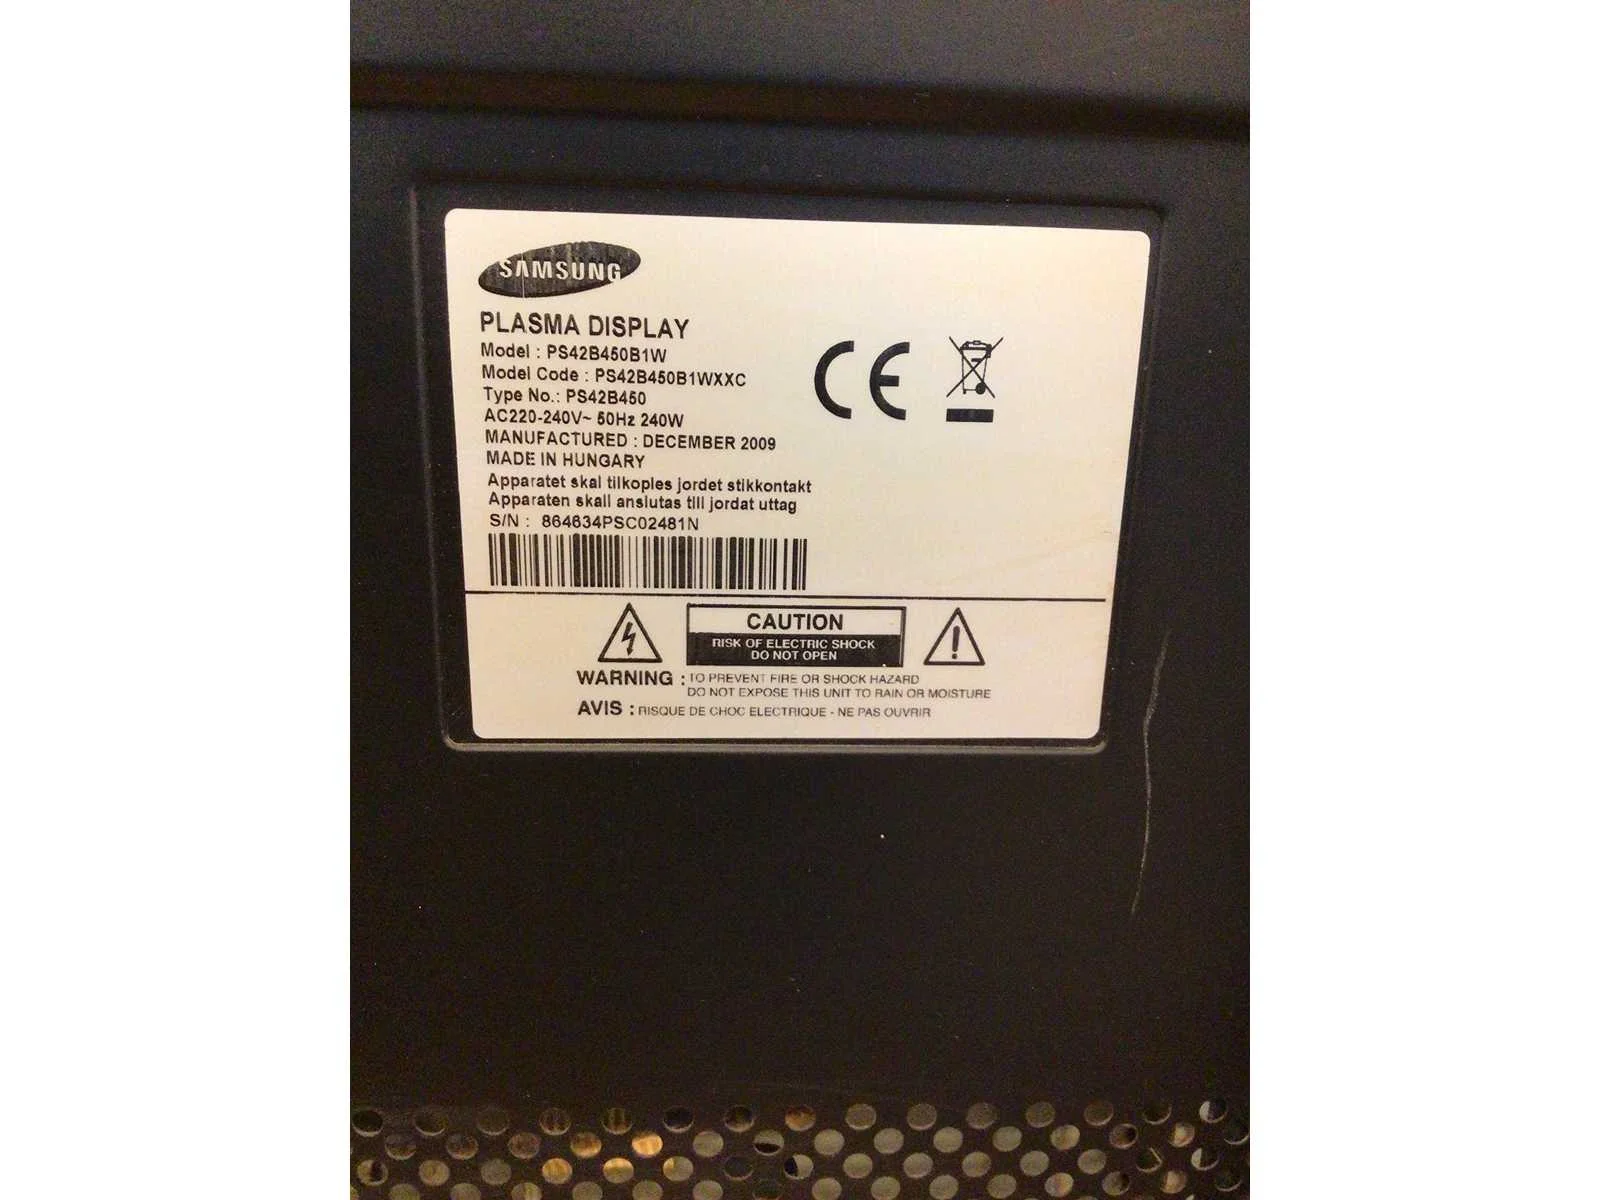 SAMSUNG
PLASMA DISPLAY
Model : PS42B450B1W
Model Code : PS42B450B1WXXC
Type No.: PS42B450
AC220-240V~ 50Hz 240W
MANUFACTURED : DECEMBER 2009
MADE IN HUNGARY
Apparatet skal tilkoples jordet stikkontakt
Apparaten skall anslutas till jordat uttag
S/N : 864634PSC02481N
CE
CAUTION
RISK OF ELECTRIC SHOCK
DO NOT OPEN
WARNING : TO PREVENT FIRE OR SHOCK HAZARD
DO NOT EXPOSE THIS UNIT TO RAIN OR MOISTURE
AVIS : RISQUE DE CHOC ELECTRIQUE - NE PAS OUVRIR